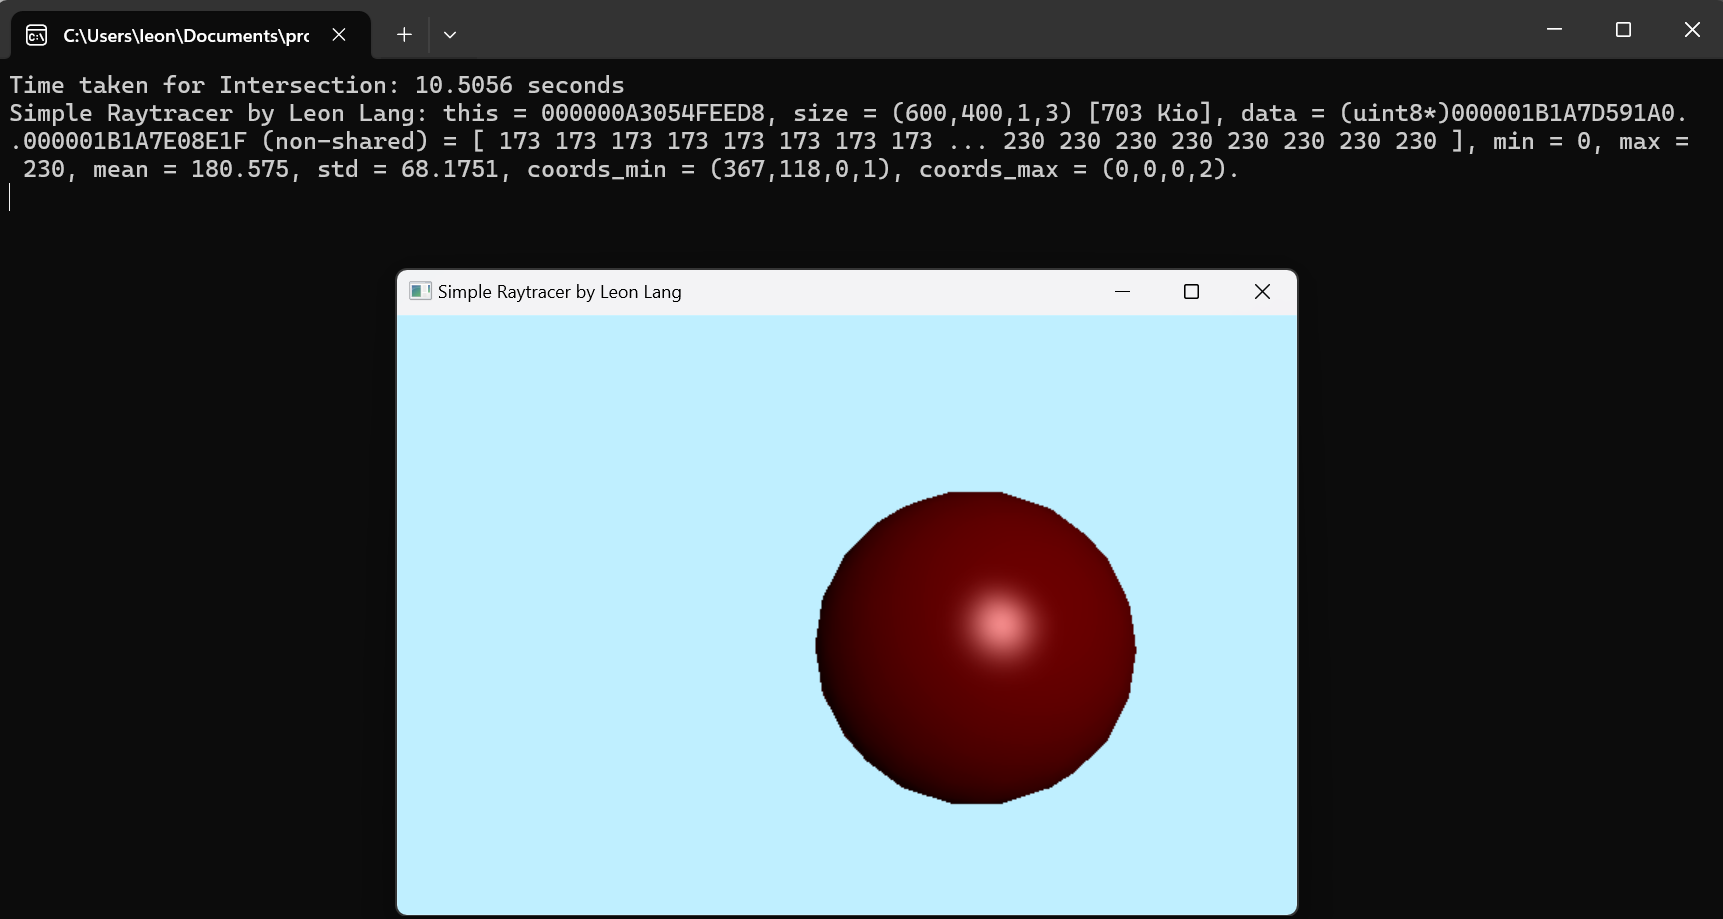 C:\Users\leon\Documents\prc
Time taken for Intersection: 10.5056 seconds
Simple Raytracer by Leon Lang: this = 000000A3054FEED8, size = (600,400,1,3) [703 Kio], data = (uint8*)000001B1A7D591A0.
.000001B1A7E08E1F (non-shared) = [ 173 173 173 173 173 173 173 173 ... 230 230 230 230 230 230 230 230 ], min = 0, max =
230, mean = 180.575, std = 68.1751, coords_min = (367,118,0,1), coords_max = (0,0,0,2).
Simple Raytracer by Leon Lang